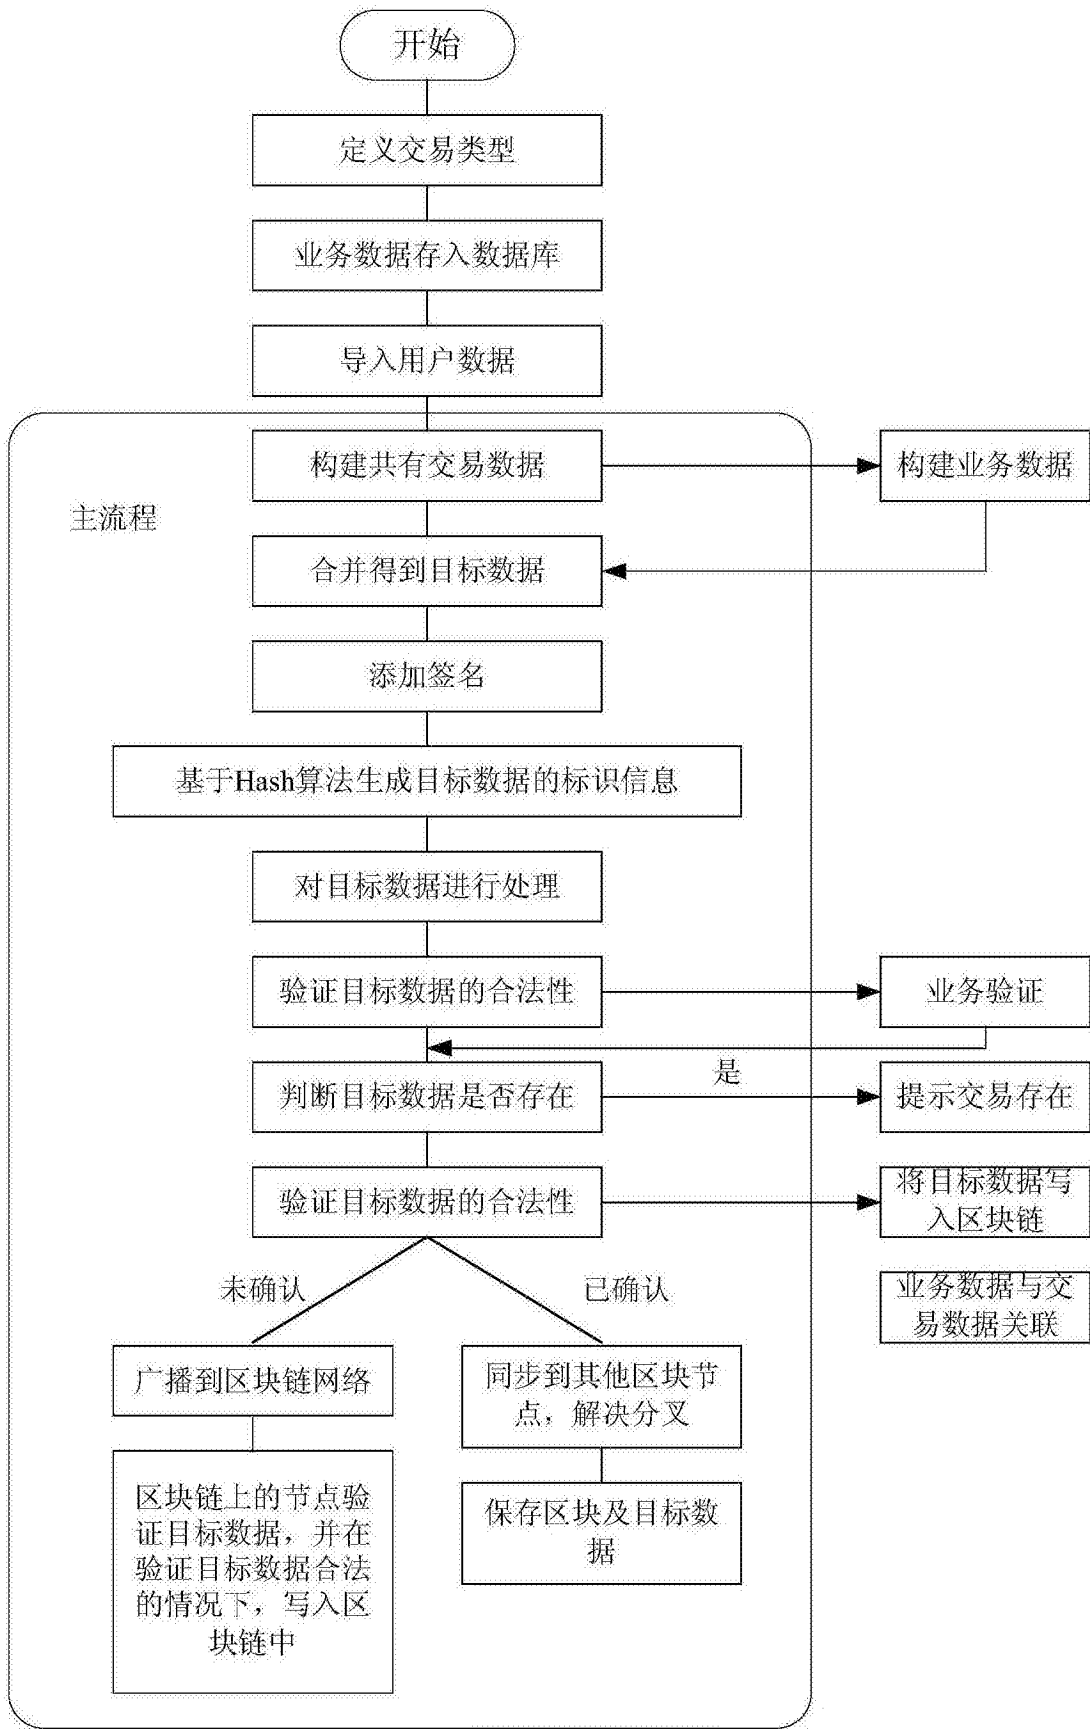 开始
定义交易类型
业务数据存入数据库
导入用户数据
构建共有交易数据
构建业务数据
主流程
合并得到目标数据
添加签名
基于Hash算法生成目标数据的标识信息
对目标数据进行处理
验证目标数据的合法性
业务验证
是
判断目标数据是否存在
提示交易存在
验证目标数据的合法性
将目标数据写
入区块链
未确认
已确认
业务数据与交
易数据关联
广播到区块链网络
同步到其他区块节
点，解决分叉
区块链上的节点验
证目标数据，并在
验证目标数据合法
的情况下，写入区
块链中
保存区块及目标数
据